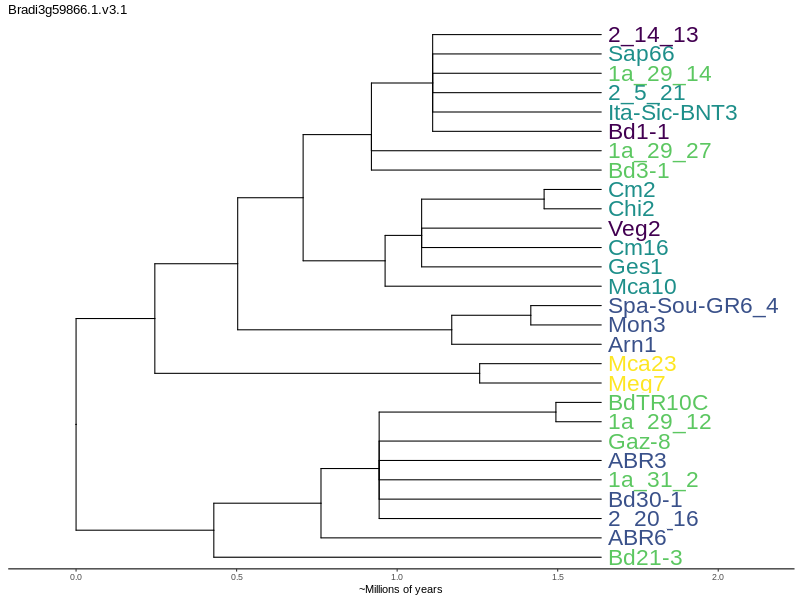 Bradi3g59866.1.v3.1
2_14_13
Sap66
1a_29_14
2_5_21
Ita-Sic-BNT3
Bd1-1
1a_29_27
Bd3-1
Cm2
Chi2
Veg2
Cm16
Ges1
Mca10
Spa-Sou-GR6_4
Mon3
Arn1
Mca23
Meg7
BdTR10C
1a_29_12
Gaz-8
ABR3
1a_31_2
Bd30-1
2_20_16
ABR6
Bd21-3
0.0 0.5 1.0 1.5 2.0
~Millions of years